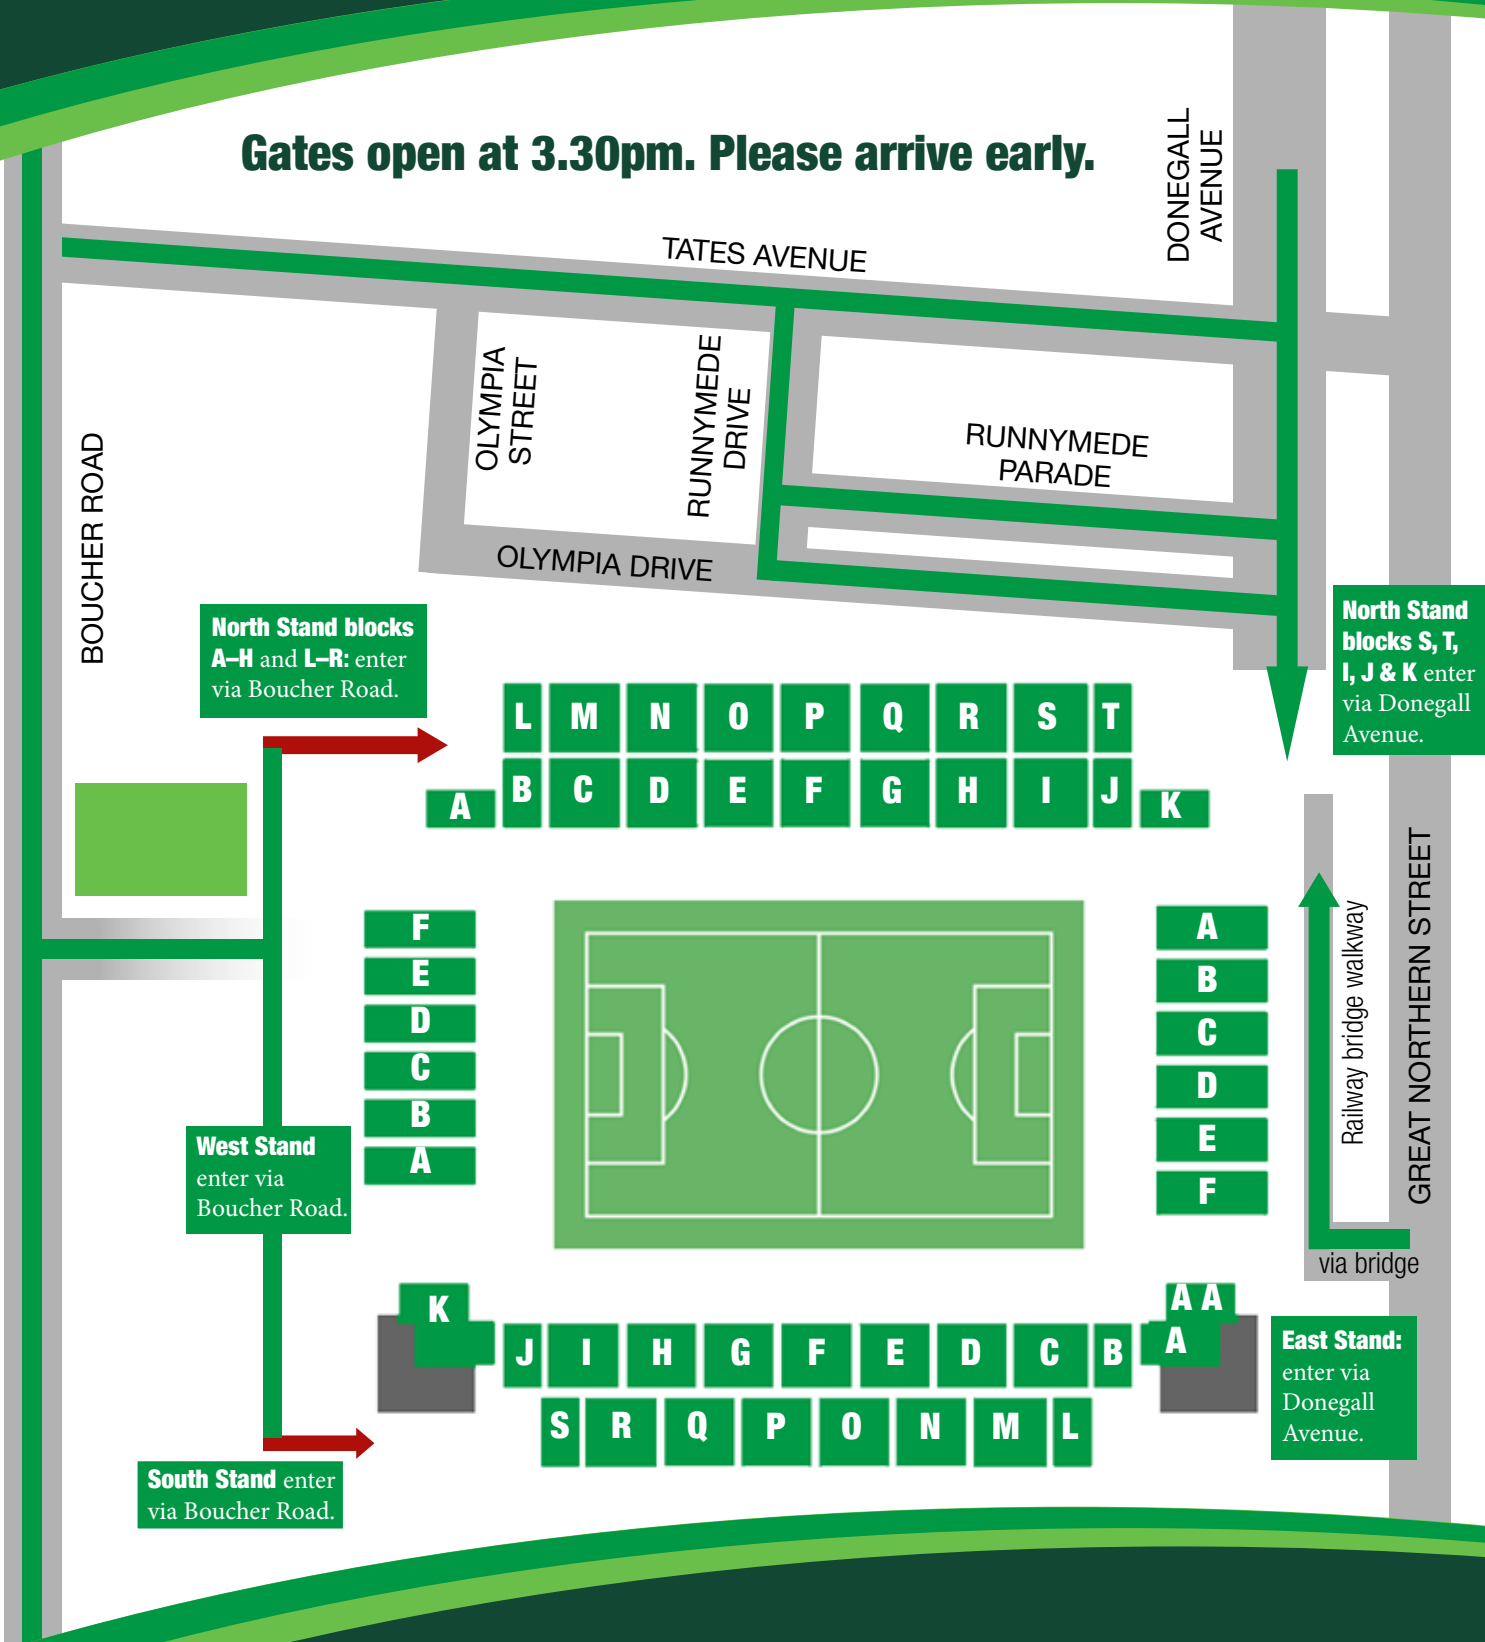 Gates open at 3.30pm. Please arrive early.
DONEGALL
AVENUE
TATES AVENUE
OLYMPIA
STREET
RUNNYMEDE
DRIVE
RUNNYMEDE
PARADE
OLYMPIA DRIVE
BOUCHER ROAD
North Stand blocks
A–H and L–R: enter
via Boucher Road.
North Stand
blocks S, T,
I, J & K enter
via Donegall
Avenue.
L M N O P Q R S T
A B C D E F G H I J K
F
E
D
C
B
A
A
B
C
D
E
F
Railway bridge walkway
GREAT NORTHERN STREET
via bridge
West Stand
enter via
Boucher Road.
K
A A
J I H G F E D C B A
S R Q P O N M L
East Stand:
enter via
Donegall
Avenue.
South Stand enter
via Boucher Road.